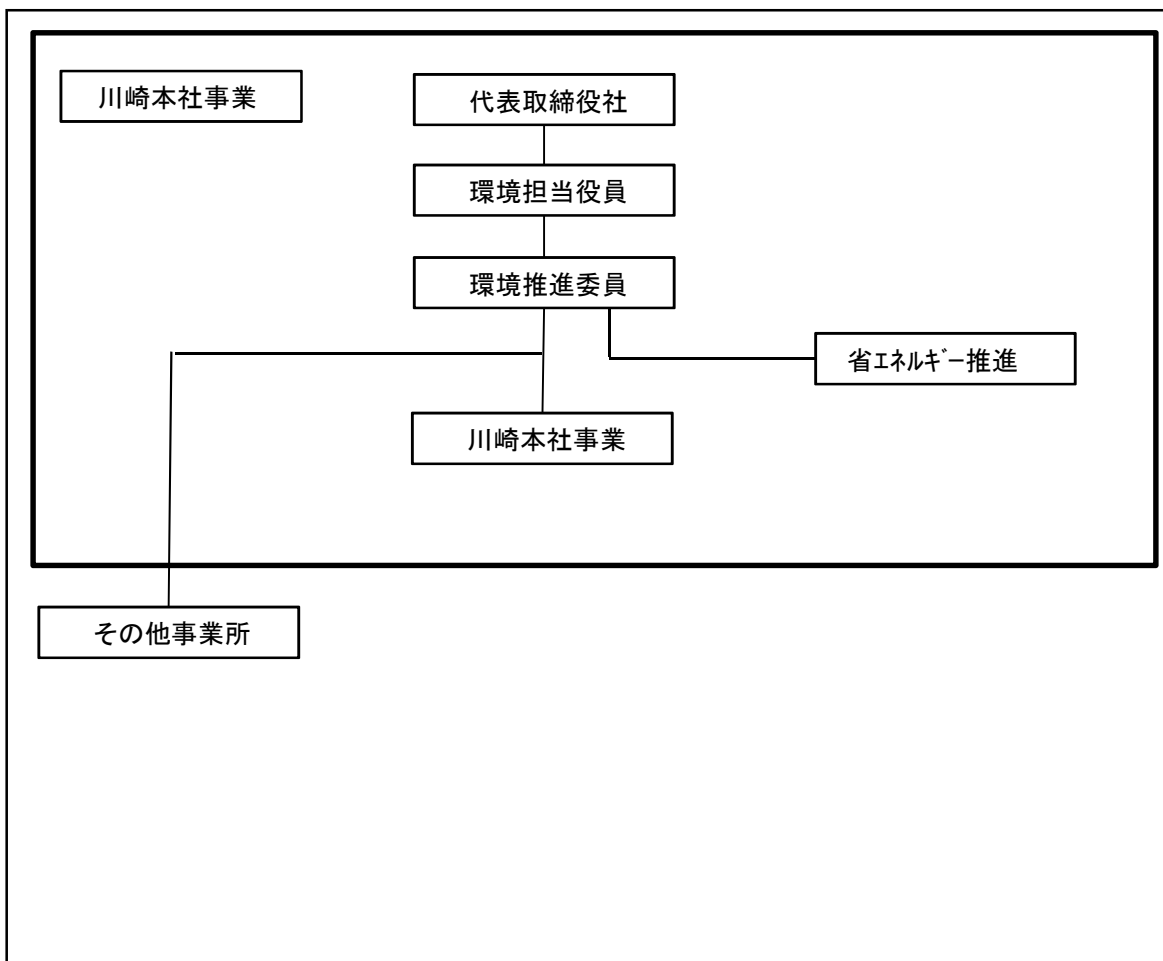 川崎本社事業
代表取締役社
環境担当役員
環境推進委員
省ｴﾈﾙｷﾞｰ推進
川崎本社事業
その他事業所